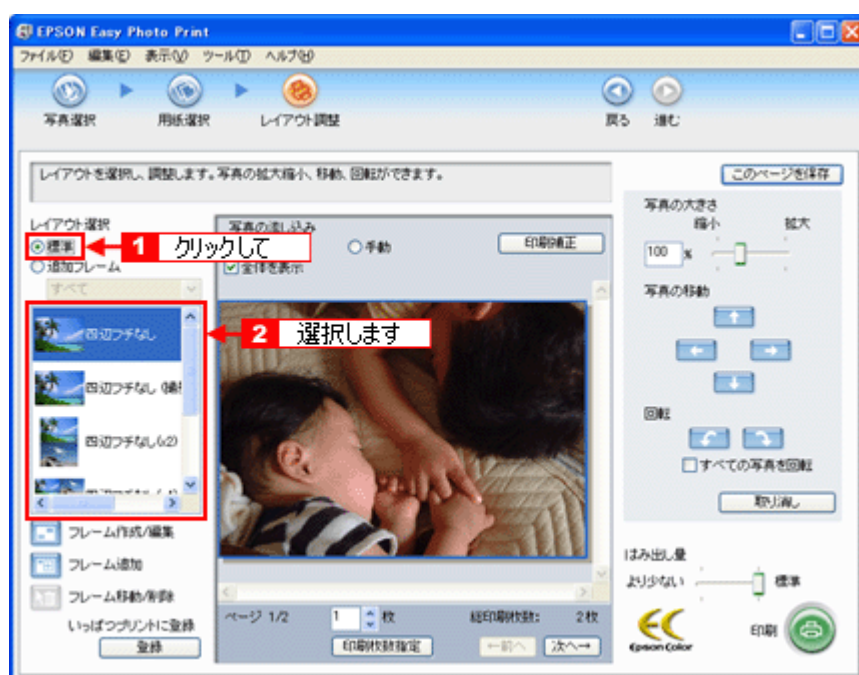 EPSON Easy Photo Print
ファイル(F) 編集(E) 表示(V) ツール(T) ヘルプ(H)
写真選択 用紙選択 レイアウト調整 戻る 進む
レイアウトを選択し、調整します。写真の拡大縮小、移動、回転ができます。
このページを保存
レイアウト選択
標準
1 クリックして
追加フレーム
すべて
写真の流し込み
手動
印刷補正
全体を表示
2 選択します
四辺フチなし
四辺フチなし
四辺フチなし(x2)
フレーム作成/編集
フレーム追加
フレーム移動/削除
いっぱつプリントに登録
登録
ページ 1/2 1 枚 総印刷枚数: 2枚
印刷枚数指定 ←前へ 次へ→
写真の大きさ
縮小 拡大
100 %
写真の移動
回転
すべての写真を回転
取り消し
はみ出し量
より少ない 標準
Epson Color
印刷